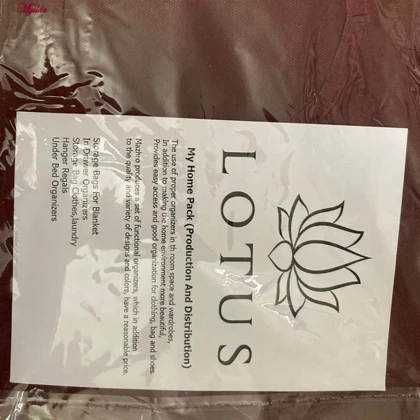 LOTUS
My Home Pack (Production And Distribution)
The use of proper organizers in th room space and wardrobes,
In addition to making the home environment more beautiful,
Provides easy access and good organization for clothing, bag and shoes.
Mazhro produces a set of functional organizers, which in addition
to the quality and variety of designs and colors, have a reasonable price.
Storage Bags For Blanket
In Drawer Organizers
Storage Bag Clothes,laundry
Hanger Regals
Under Bed Organizers